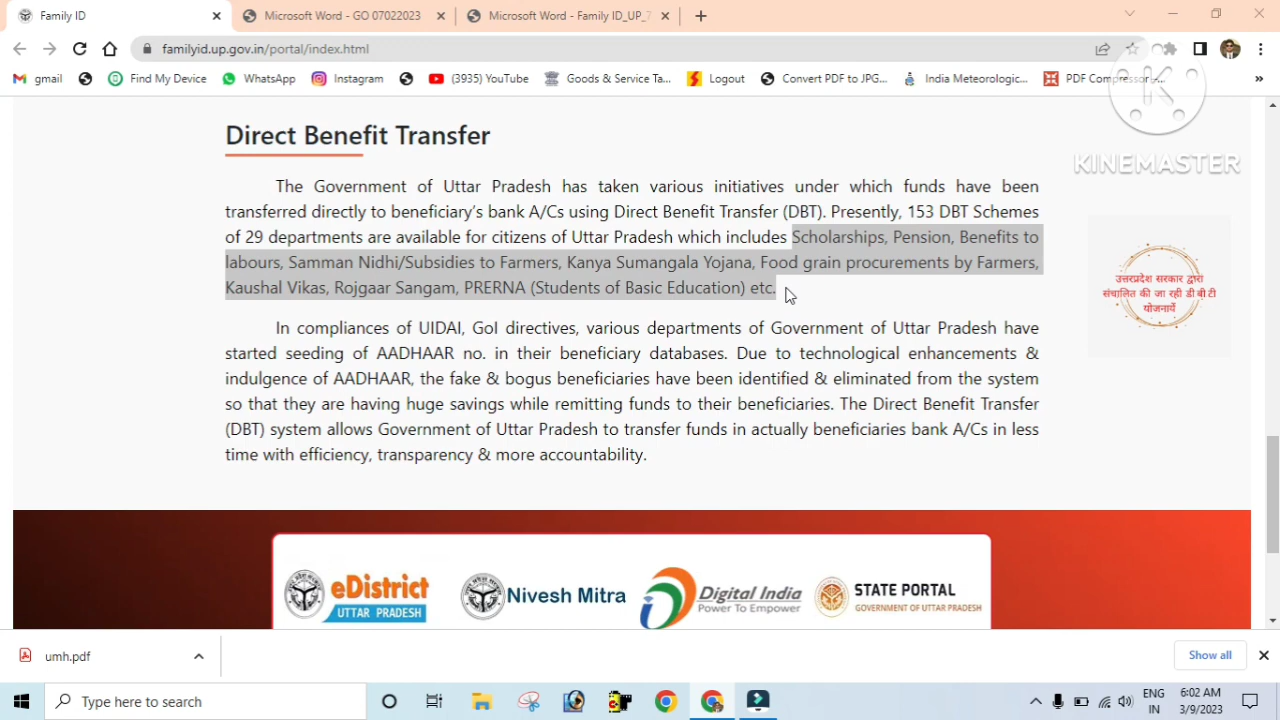 Family ID
Microsoft Word - GO 07022023
Microsoft Word - Family ID_UP_7
familyid.up.gov.in/portal/index.html
gmail
Find My Device
WhatsApp
Instagram
(3935) YouTube
Goods & Service Ta...
Logout
Convert PDF to JPG...
India Meteorologic...
PDF Compressor
K
KINEMASTER
Direct Benefit Transfer
The Government of Uttar Pradesh has taken various initiatives under which funds have been
transferred directly to beneficiary's bank A/Cs using Direct Benefit Transfer (DBT). Presently, 153 DBT Schemes
of 29 departments are available for citizens of Uttar Pradesh which includes Scholarships, Pension, Benefits to
labours, Samman Nidhi/Subsidies to Farmers, Kanya Sumangala Yojana, Food grain procurements by Farmers,
Kaushal Vikas, Rojgaar Sangam, PRERNA (Students of Basic Education) etc.
In compliances of UIDAI, GoI directives, various departments of Government of Uttar Pradesh have
started seeding of AADHAAR no. in their beneficiary databases. Due to technological enhancements &
indulgence of AADHAAR, the fake & bogus beneficiaries have been identified & eliminated from the system
so that they are having huge savings while remitting funds to their beneficiaries. The Direct Benefit Transfer
(DBT) system allows Government of Uttar Pradesh to transfer funds in actually beneficiaries bank A/Cs in less
time with efficiency, transparency & more accountability.
उत्तरप्रदेश सरकार द्वारा
संचालित की जा रही डी बी टी
योजनायें
eDistrict
UTTAR PRADESH
Nivesh Mitra
Digital India
Power To Empower
STATE PORTAL
GOVERNMENT OF UTTAR PRADESH
umh.pdf
Show all
Type here to search
ENG
IN
6:02 AM
3/9/2023